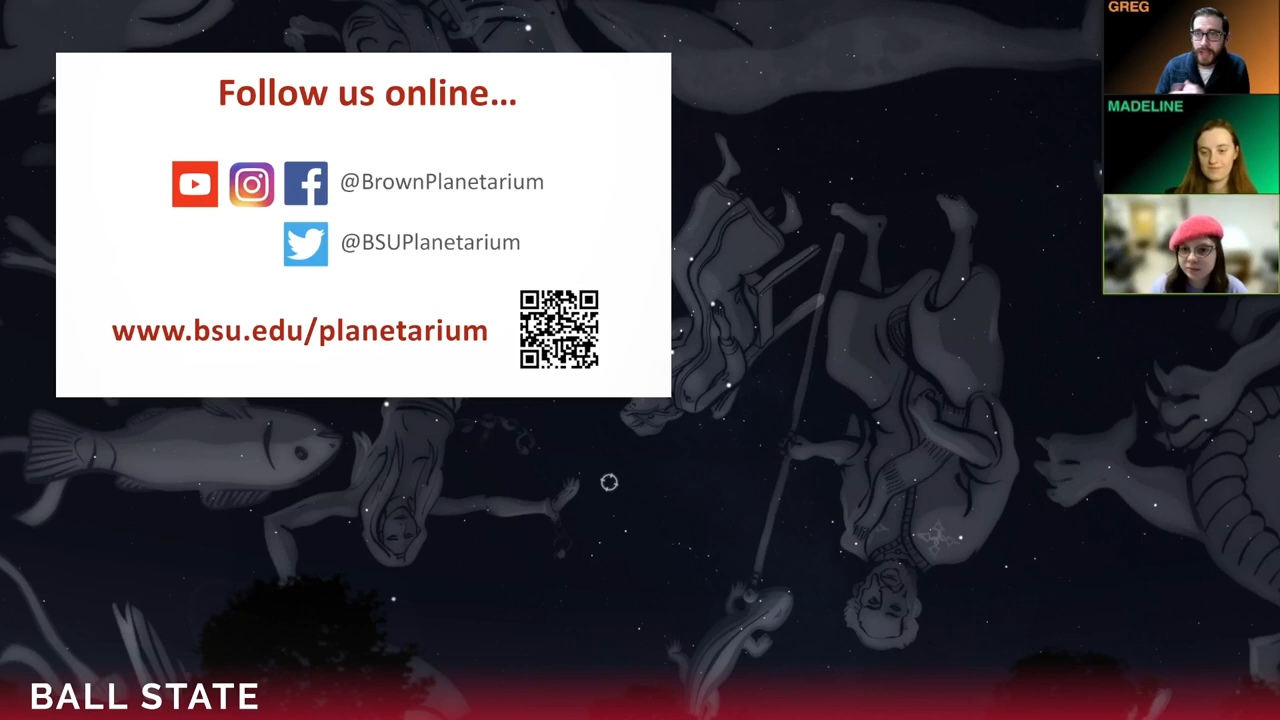 Follow us online...
@BrownPlanetarium
@BSUPlanetarium
www.bsu.edu/planetarium
GREG
MADELINE
BALL STATE